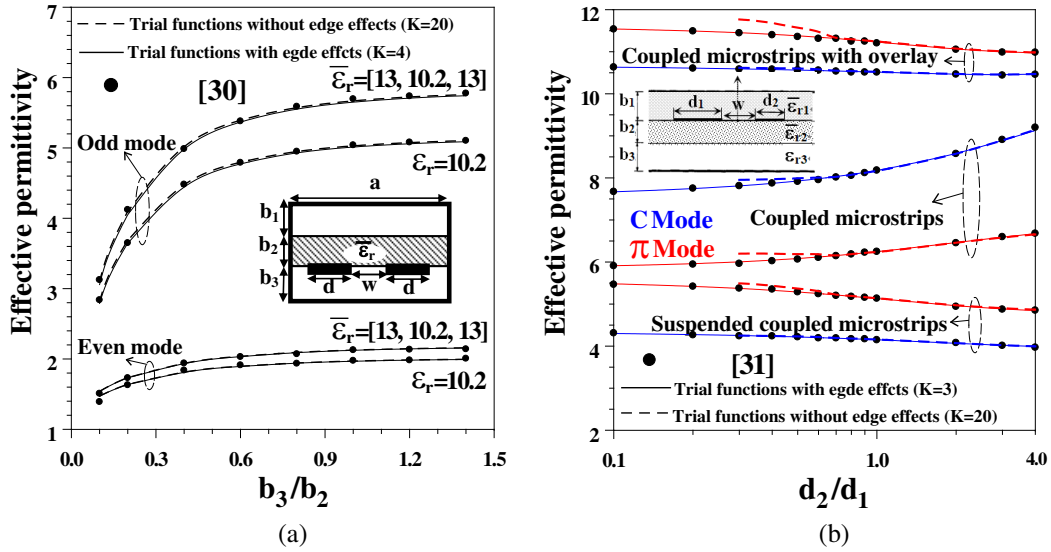 Effective permittivity
7
6
5
4
3
2
1
0.0
0.3
0.6
0.9
1.2
1.5
b3/b2
Trial functions without edge effects (K=20)
Trial functions with egde effcts (K=4)
[30]
ε̅r=[13, 10.2, 13]
Odd mode
εr=10.2
a
b1
b2
b3
ε̅r
d
w
d
ε̅r=[13, 10.2, 13]
Even mode
εr=10.2
(a)
Effective permittivity
12
10
8
6
4
2
0.1
1.0
4.0
d2/d1
Coupled microstrips with overlay
b1
b2
b3
d1
w
d2
ε̅r1
ε̅r2
εr3
C Mode
π Mode
Coupled microstrips
Suspended coupled microstrips
[31]
Trial functions with egde effcts (K=3)
Trial functions without edge effects (K=20)
(b)